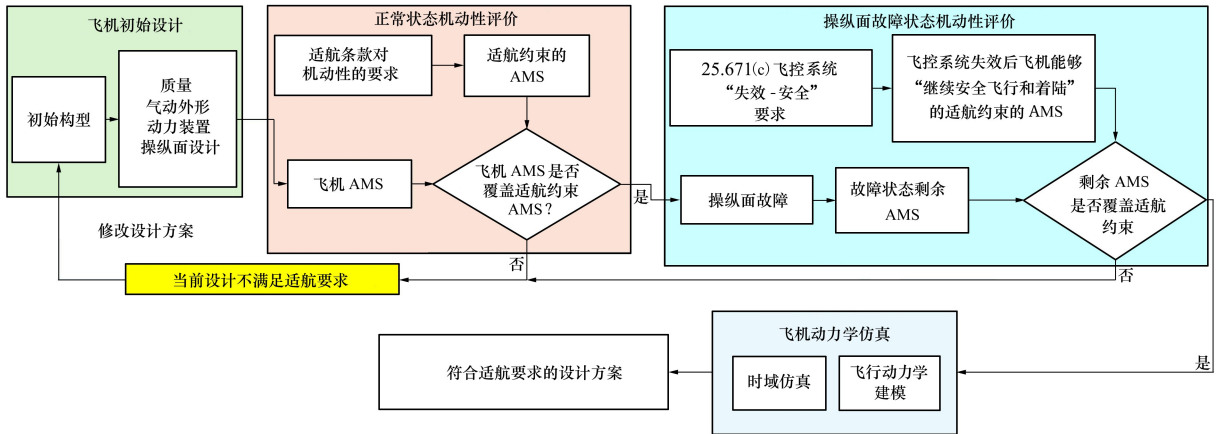 飞机初始设计
初始构型
质量
气动外形
动力装置
操纵面设计
修改设计方案
当前设计不满足适航要求
正常状态机动性评价
适航条款对
机动性的要求
适航约束的
AMS
飞机 AMS
飞机 AMS 是否
覆盖适航约束
AMS？
是
否
操纵面故障状态机动性评价
25.671(c)飞控系统
“失效-安全”
要求
飞控系统失效后飞机能够
“继续安全飞行和着陆”
的适航约束的 AMS
操纵面故障
故障状态剩余
AMS
剩余 AMS
是否覆盖适航
约束
否
是
飞机动力学仿真
时域仿真
飞行动力学
建模
符合适航要求的设计方案